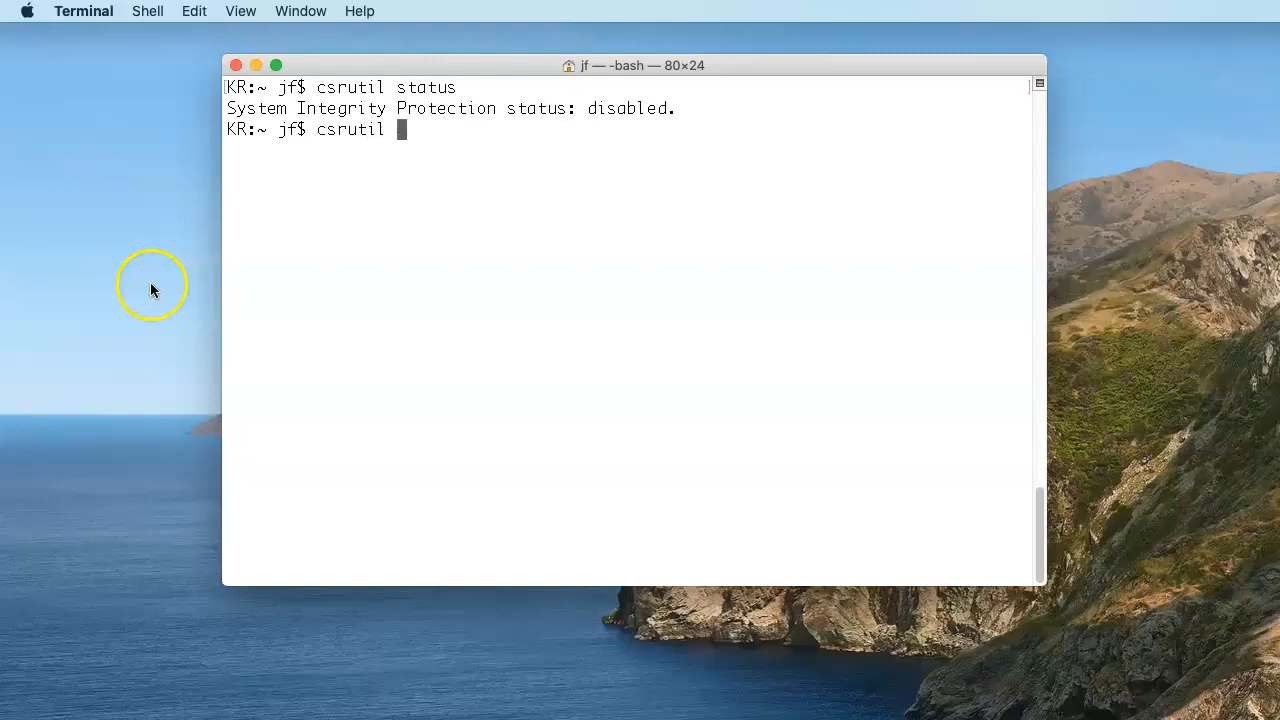 Terminal Shell Edit View Window Help
jf — -bash — 80×24
KR:~ jf$ csrutil status
System Integrity Protection status: disabled.
KR:~ jf$ csrutil